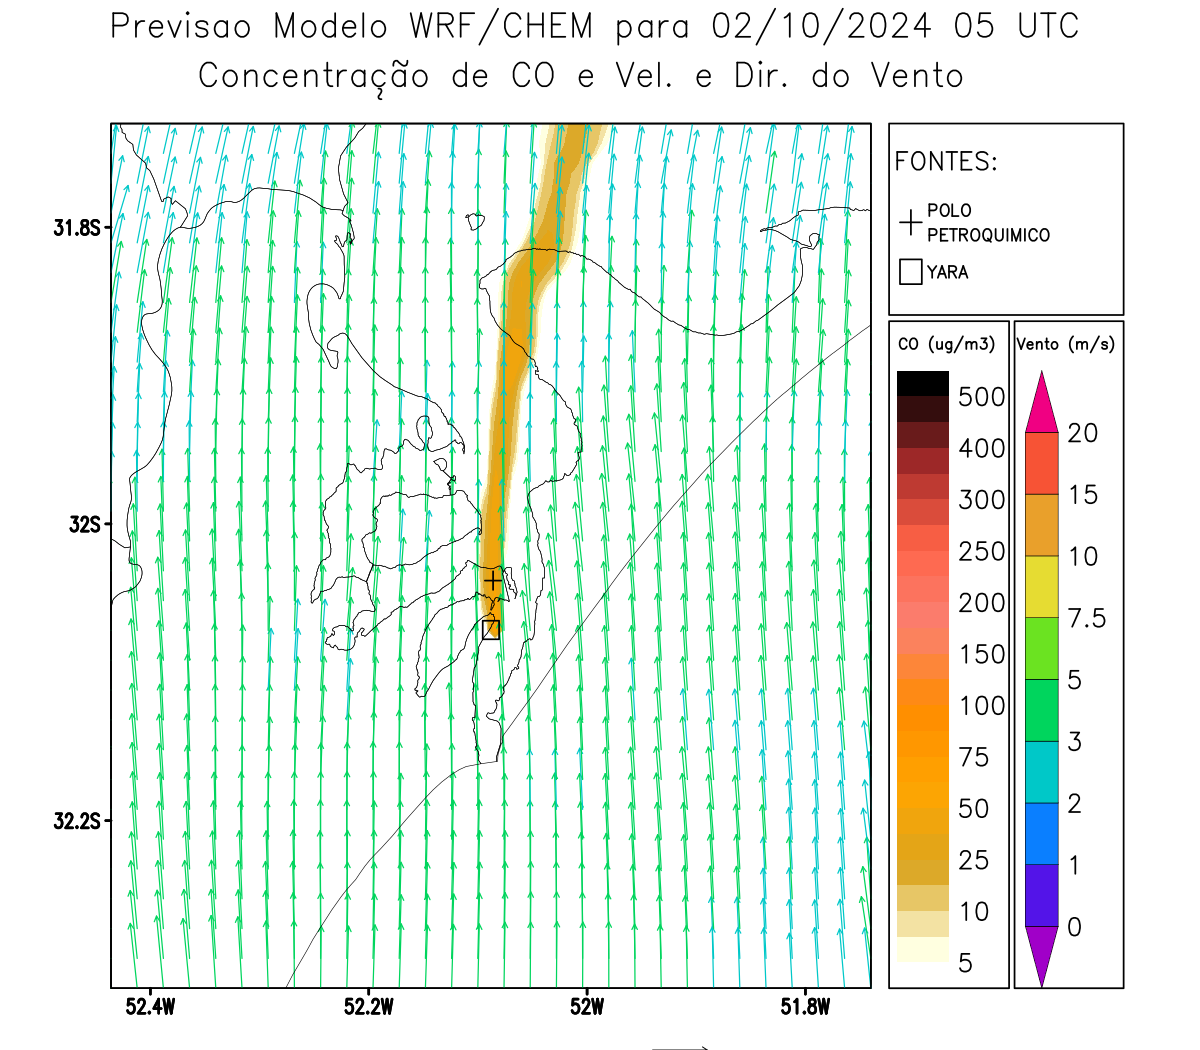 Previsao Modelo WRF/CHEM para 02/10/2024 05 UTC
Concentração de CO e Vel. e Dir. do Vento
FONTES:
POLO
PETROQUIMICO
YARA
CO (ug/m3)
500
400
300
250
200
150
100
75
50
25
10
5
Vento (m/s)
20
15
10
7.5
5
3
2
1
0
31.8S
32S
32.2S
52.4W
52.2W
52W
51.8W